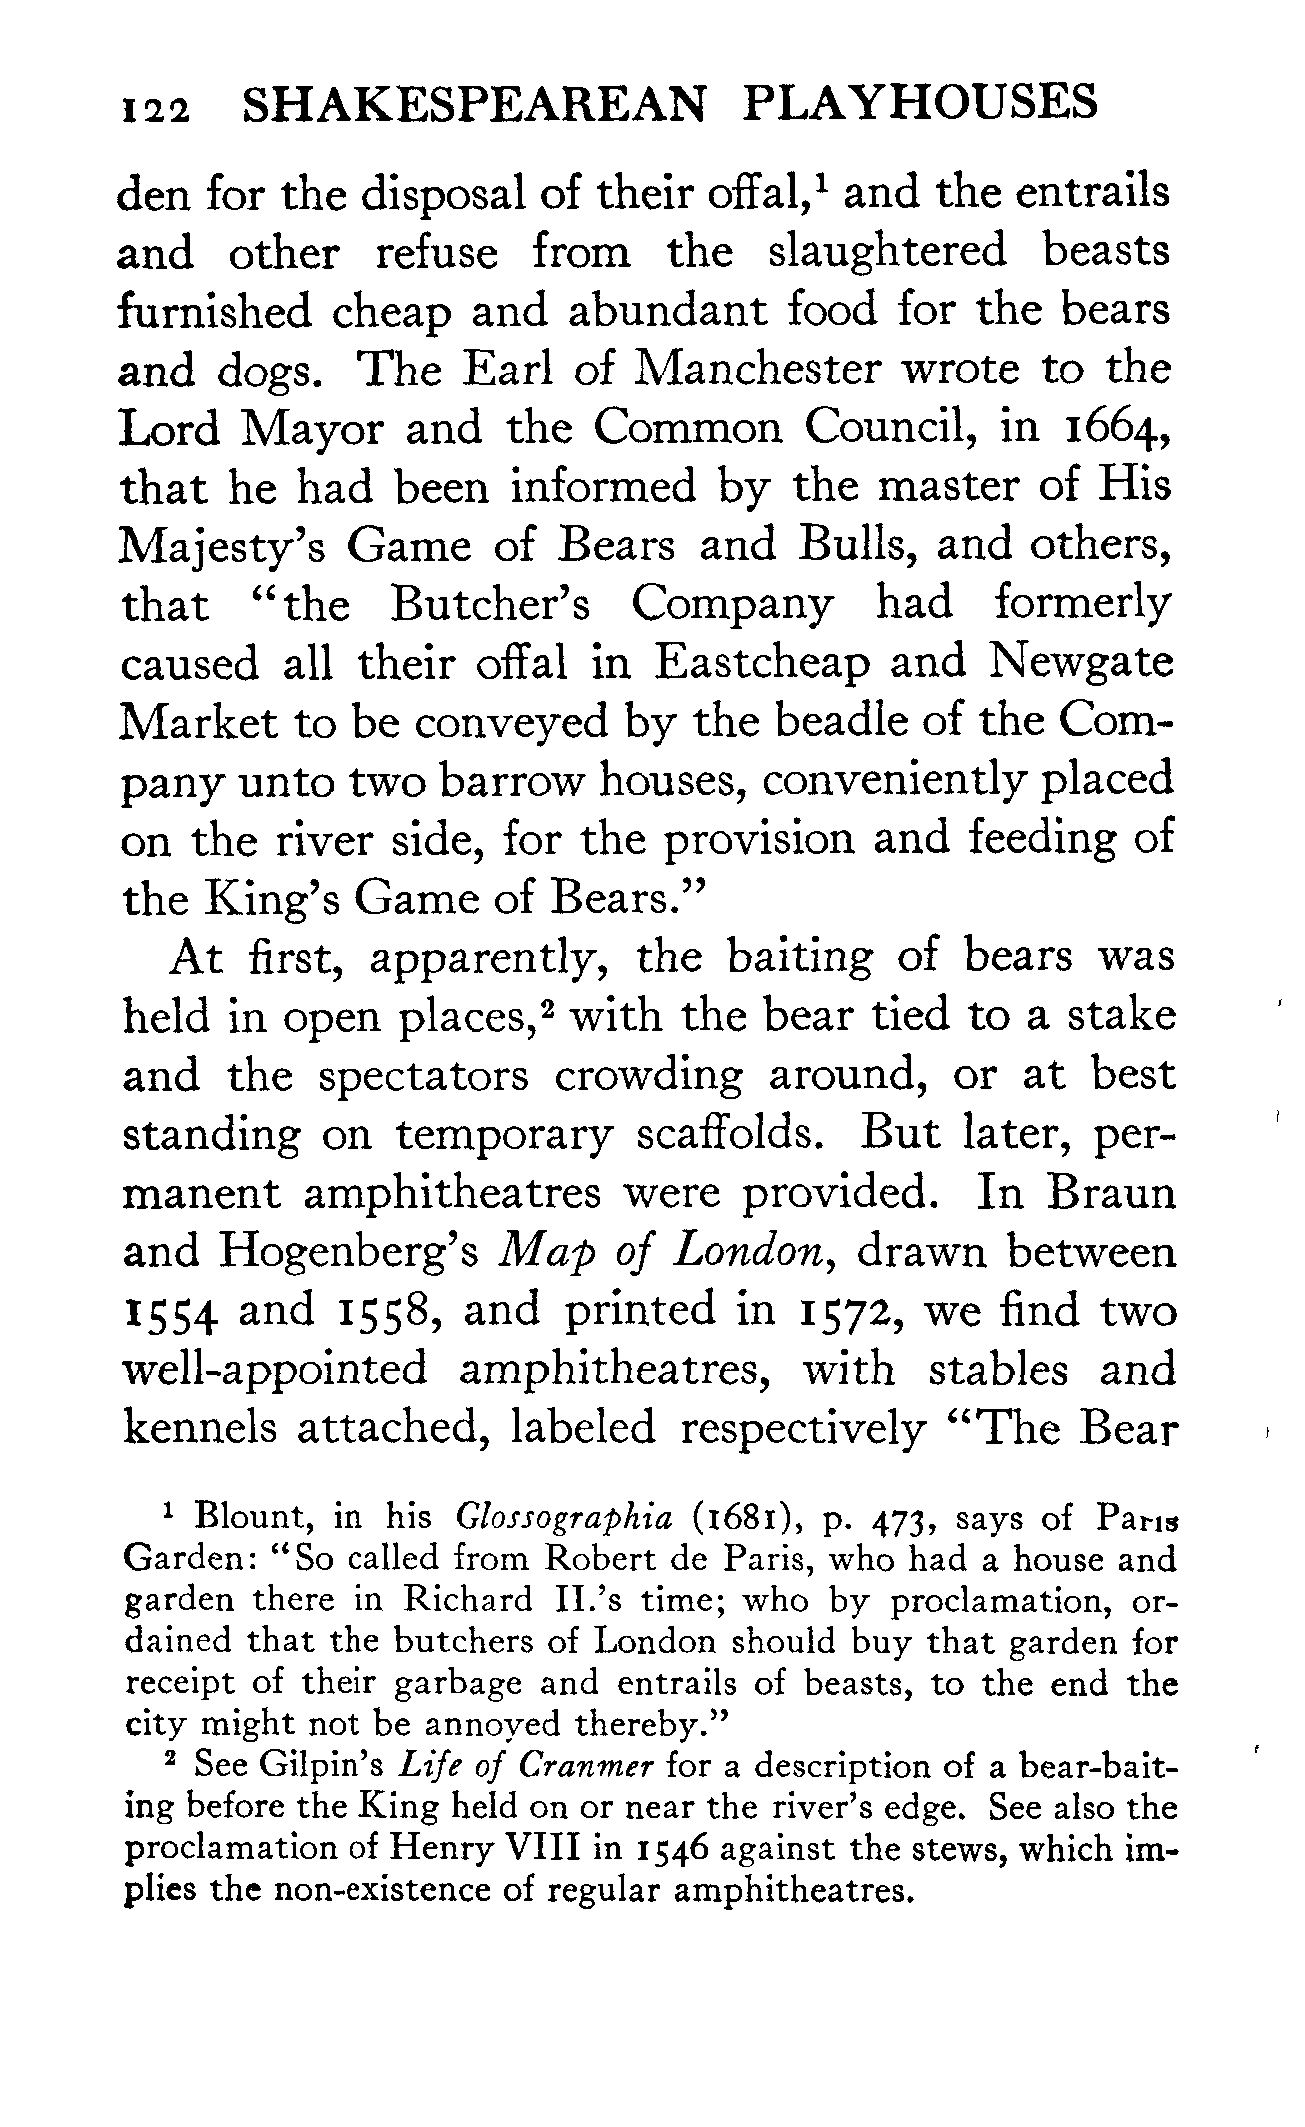 122 SHAKESPEAREAN PLAYHOUSES
den for the disposal of their offal,¹ and the entrails
and other refuse from the slaughtered beasts
furnished cheap and abundant food for the bears
and dogs. The Earl of Manchester wrote to the
Lord Mayor and the Common Council, in 1664,
that he had been informed by the master of His
Majesty's Game of Bears and Bulls, and others,
that "the Butcher's Company had formerly
caused all their offal in Eastcheap and Newgate
Market to be conveyed by the beadle of the Com-
pany unto two barrow houses, conveniently placed
on the river side, for the provision and feeding of
the King's Game of Bears."
At first, apparently, the baiting of bears was
held in open places,² with the bear tied to a stake
and the spectators crowding around, or at best
standing on temporary scaffolds. But later, per-
manent amphitheatres were provided. In Braun
and Hogenberg's Map of London, drawn between
1554 and 1558, and printed in 1572, we find two
well-appointed amphitheatres, with stables and
kennels attached, labeled respectively "The Bear
¹ Blount, in his Glossographia (1681), p. 473, says of Paris
Garden: "So called from Robert de Paris, who had a house and
garden there in Richard II.'s time; who by proclamation, or-
dained that the butchers of London should buy that garden for
receipt of their garbage and entrails of beasts, to the end the
city might not be annoyed thereby."
² See Gilpin's Life of Cranmer for a description of a bear-bait-
ing before the King held on or near the river's edge. See also the
proclamation of Henry VIII in 1546 against the stews, which im-
plies the non-existence of regular amphitheatres.